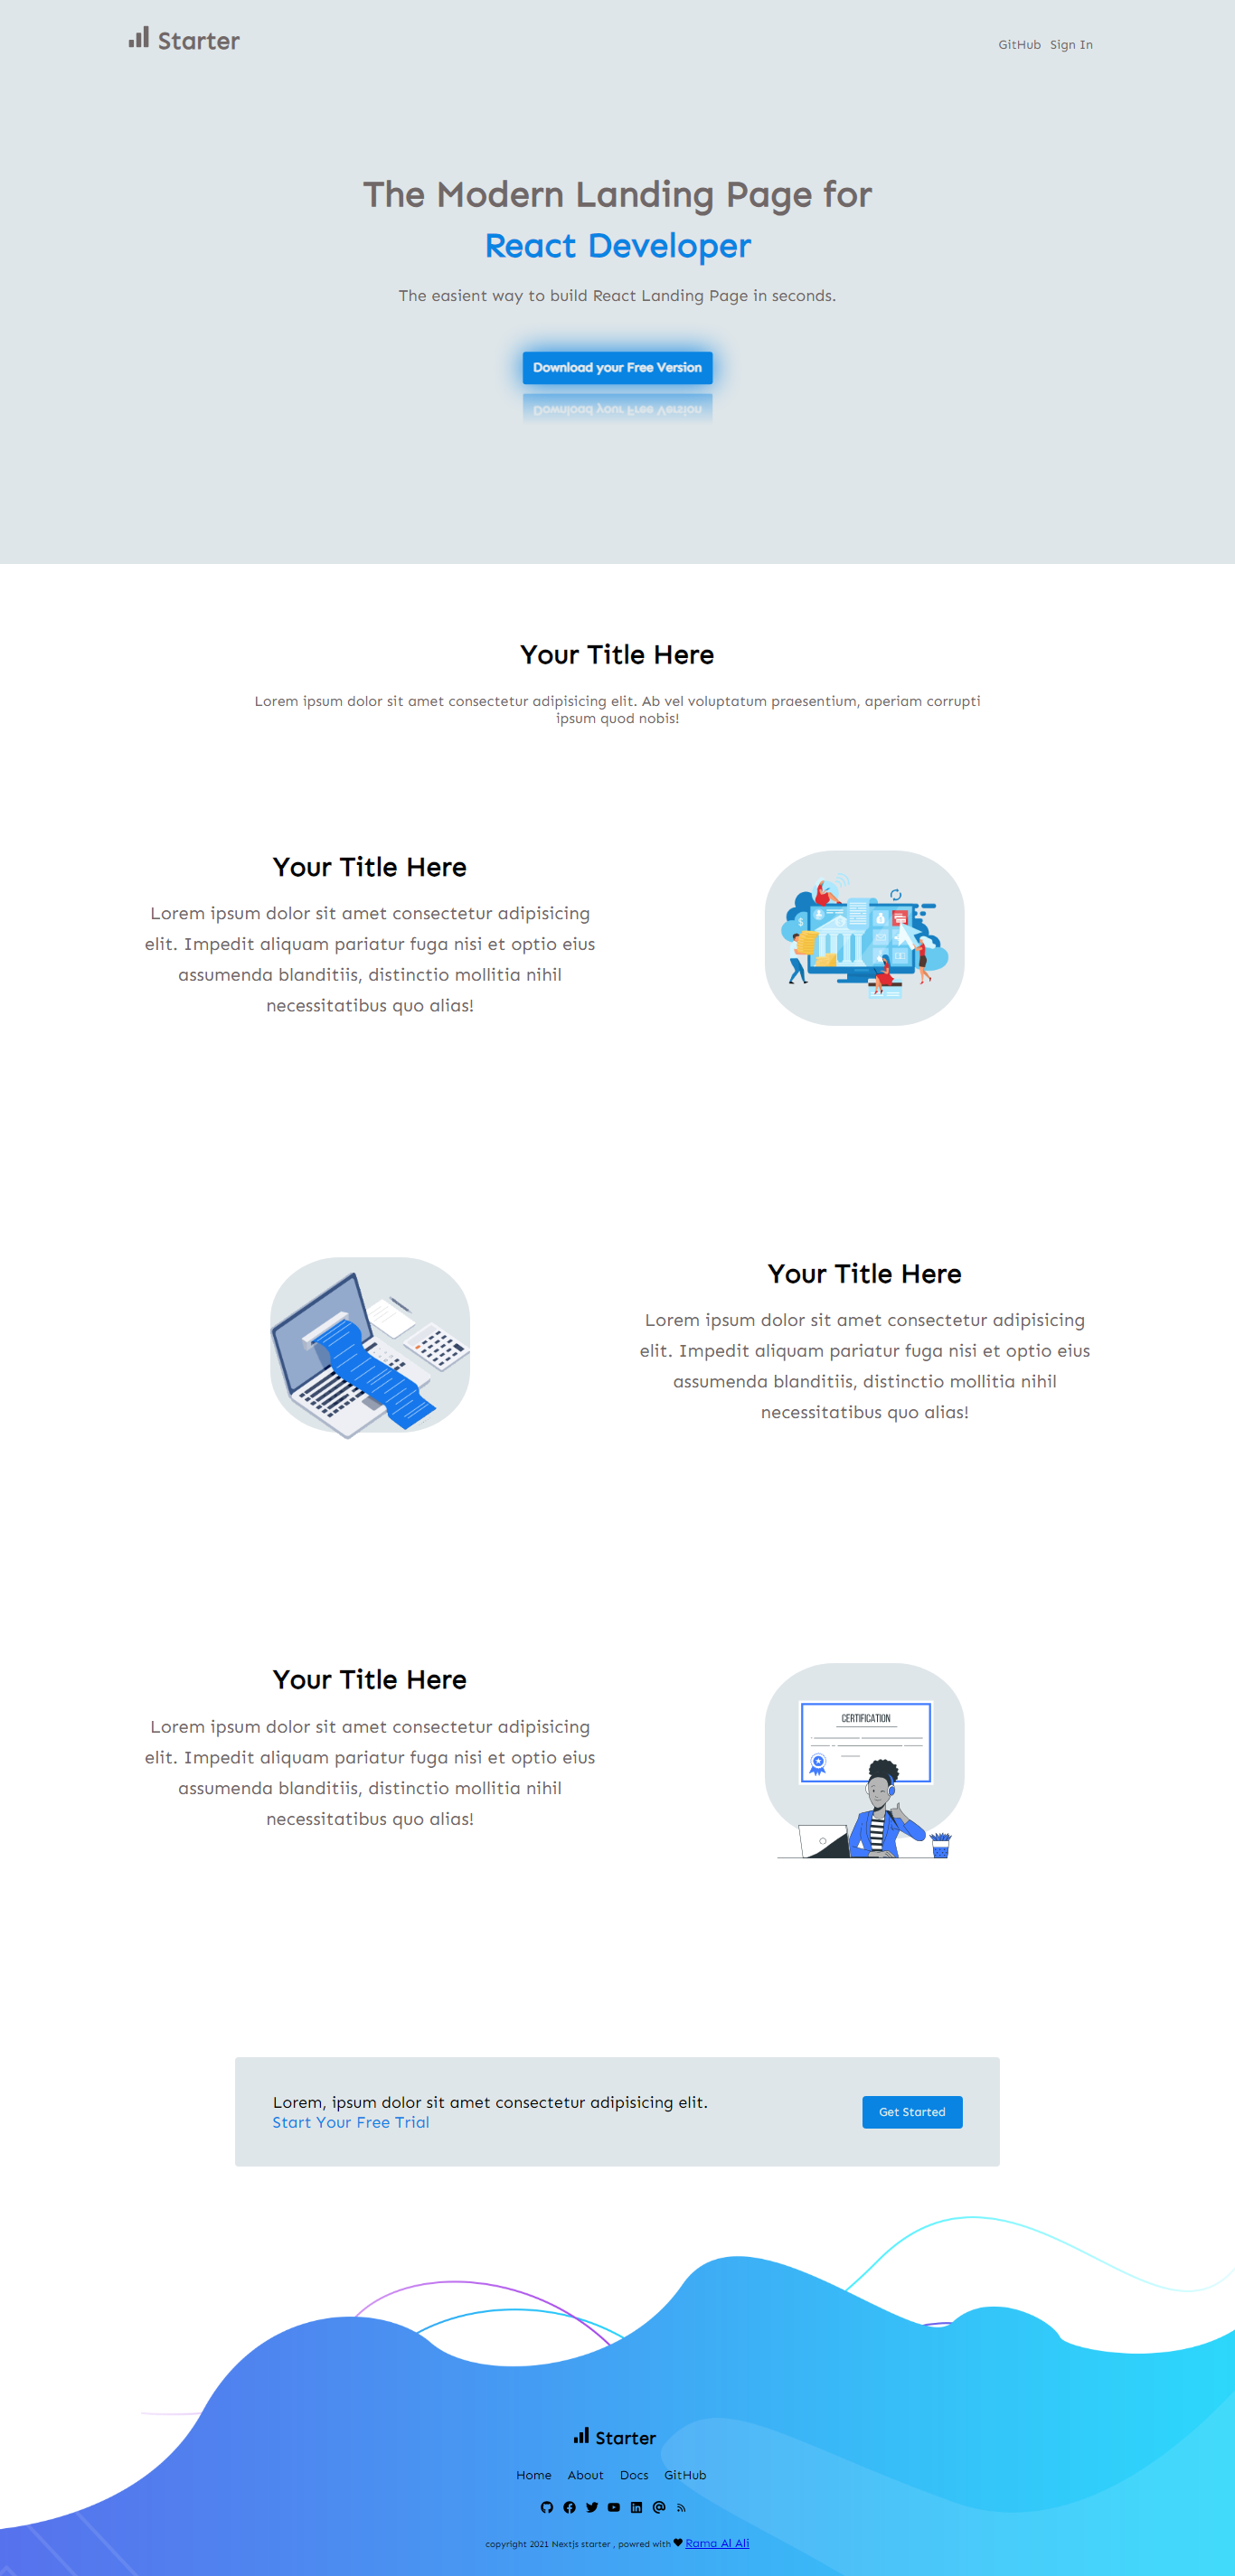 Starter
GitHub Sign In
The Modern Landing Page for
React Developer
The easient way to build React Landing Page in seconds.
Download your Free Version
Download your Free Version
Your Title Here
Lorem ipsum dolor sit amet consectetur adipisicing elit. Ab vel voluptatum praesentium, aperiam corrupti
ipsum quod nobis!
Your Title Here
Lorem ipsum dolor sit amet consectetur adipisicing
elit. Impedit aliquam pariatur fuga nisi et optio eius
assumenda blanditiis, distinctio mollitia nihil
necessitatibus quo alias!
Your Title Here
Lorem ipsum dolor sit amet consectetur adipisicing
elit. Impedit aliquam pariatur fuga nisi et optio eius
assumenda blanditiis, distinctio mollitia nihil
necessitatibus quo alias!
Your Title Here
Lorem ipsum dolor sit amet consectetur adipisicing
elit. Impedit aliquam pariatur fuga nisi et optio eius
assumenda blanditiis, distinctio mollitia nihil
necessitatibus quo alias!
CERTIFICATION
Lorem, ipsum dolor sit amet consectetur adipisicing elit.
Start Your Free Trial
Get Started
Starter
Home About Docs GitHub
copyright 2021 Nextjs starter , powred with ♥ Rama Al Ali